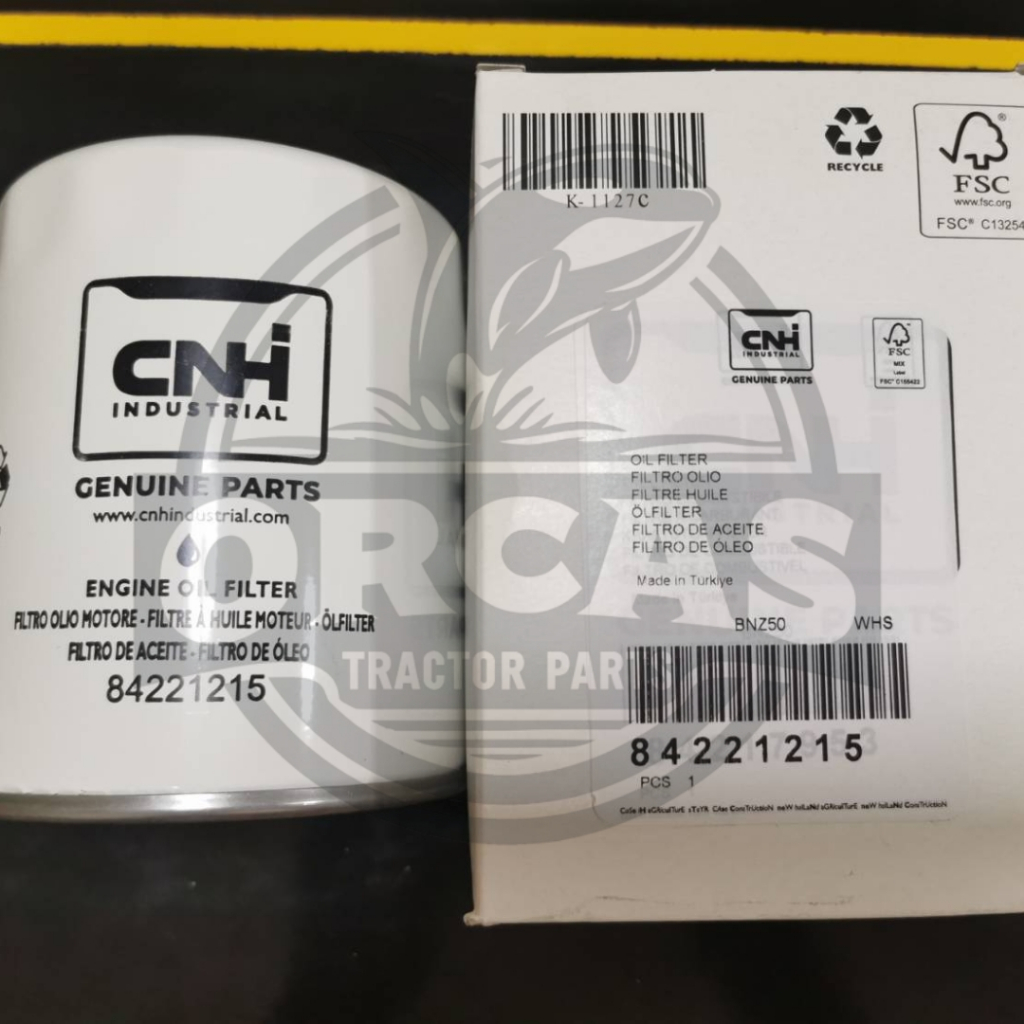 CNH
INDUSTRIAL
GENUINE PARTS
www.cnhindustrial.com
ENGINE OIL FILTER
FILTRO OLIO MOTORE - FILTRE À HUILE MOTEUR - ÖLFILTER
FILTRO DE ACEITE - FILTRO DE ÓLEO
84221215
K-1127C
RECYCLE
FSC
www.fsc.org
FSC® C13254
CNH
INDUSTRIAL
GENUINE PARTS
FSC
MIX
Label
OIL FILTER
FILTRO OLIO
FILTRE HUILE
ÖLFILTER
FILTRO DE ACEITE
FILTRO DE ÓLEO
Made in Türkiye
BNZ50 WHS
84221215
PCS 1
ORCAS
TRACTOR PARTS